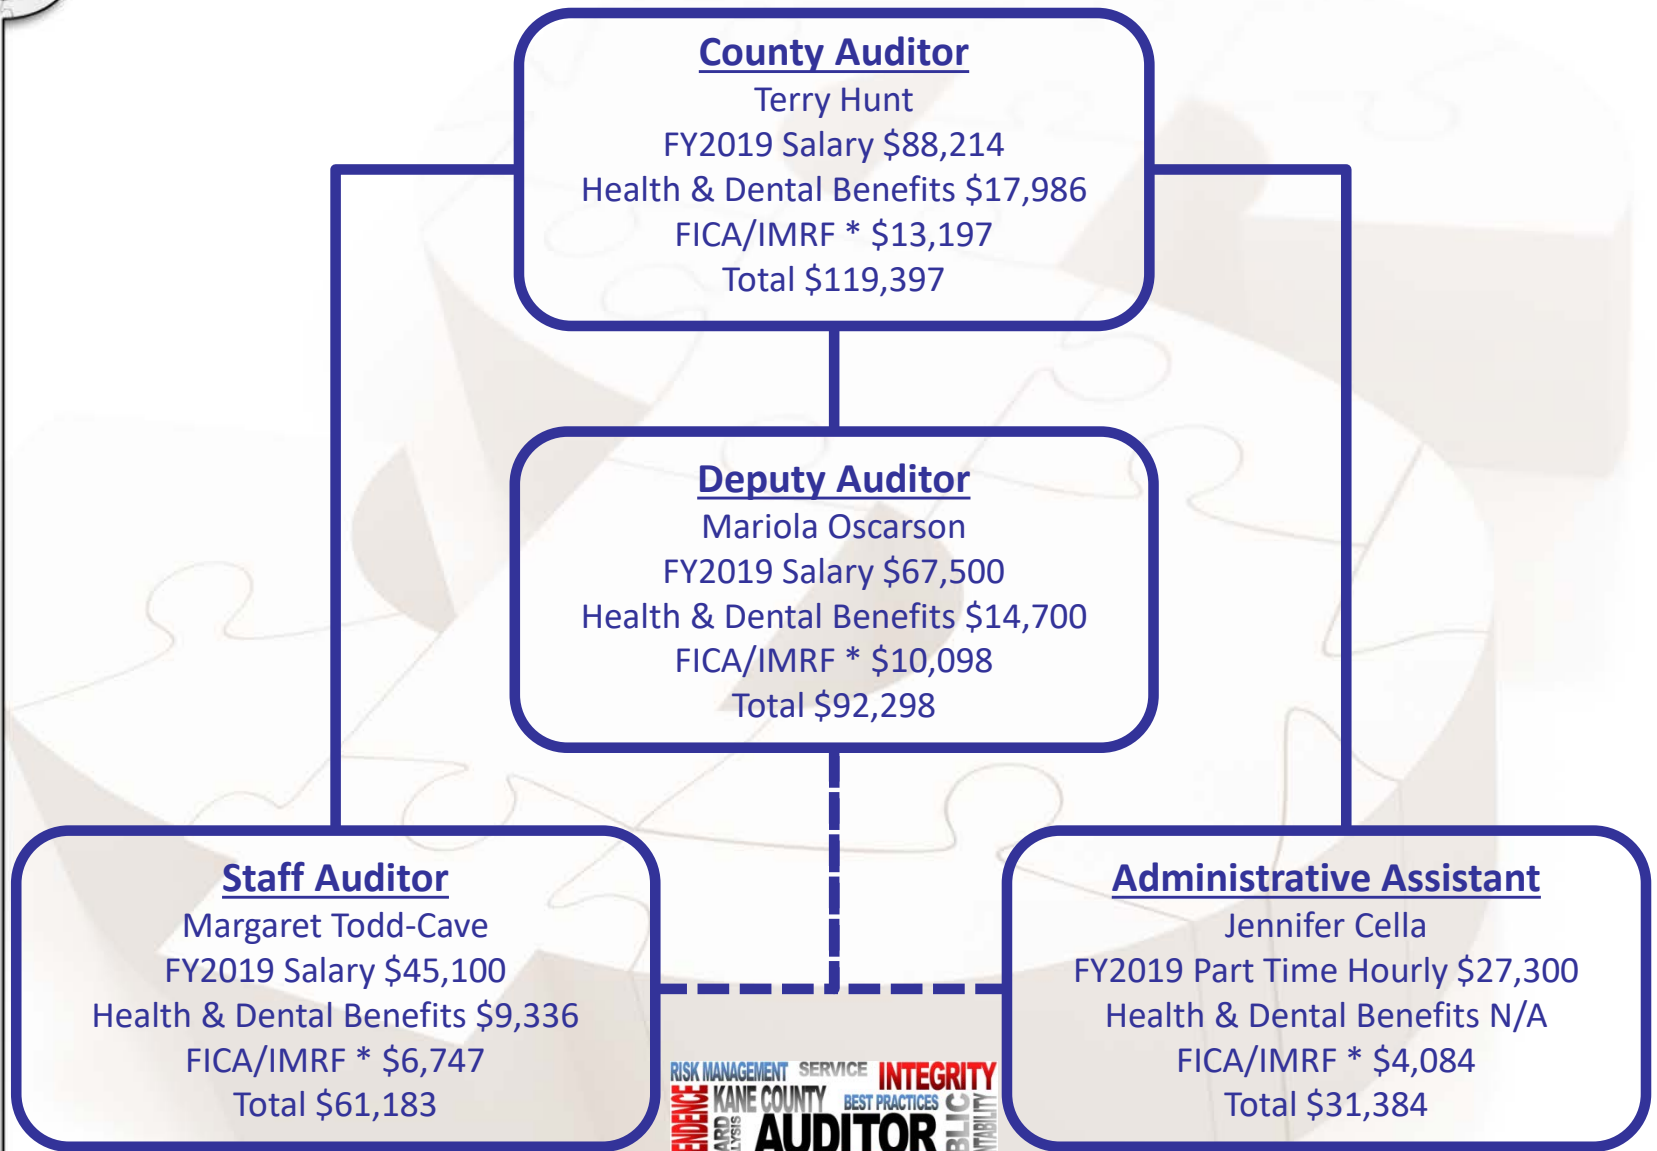 County Auditor
Terry Hunt
FY2019 Salary $88,214
Health & Dental Benefits $17,986
FICA/IMRF * $13,197
Total $119,397
Deputy Auditor
Mariola Oscarson
FY2019 Salary $67,500
Health & Dental Benefits $14,700
FICA/IMRF * $10,098
Total $92,298
Staff Auditor
Margaret Todd-Cave
FY2019 Salary $45,100
Health & Dental Benefits $9,336
FICA/IMRF * $6,747
Total $61,183
Administrative Assistant
Jennifer Cella
FY2019 Part Time Hourly $27,300
Health & Dental Benefits N/A
FICA/IMRF * $4,084
Total $31,384
RISK MANAGEMENT SERVICE INTEGRITY
KANE COUNTY BEST PRACTICES
AUDITOR